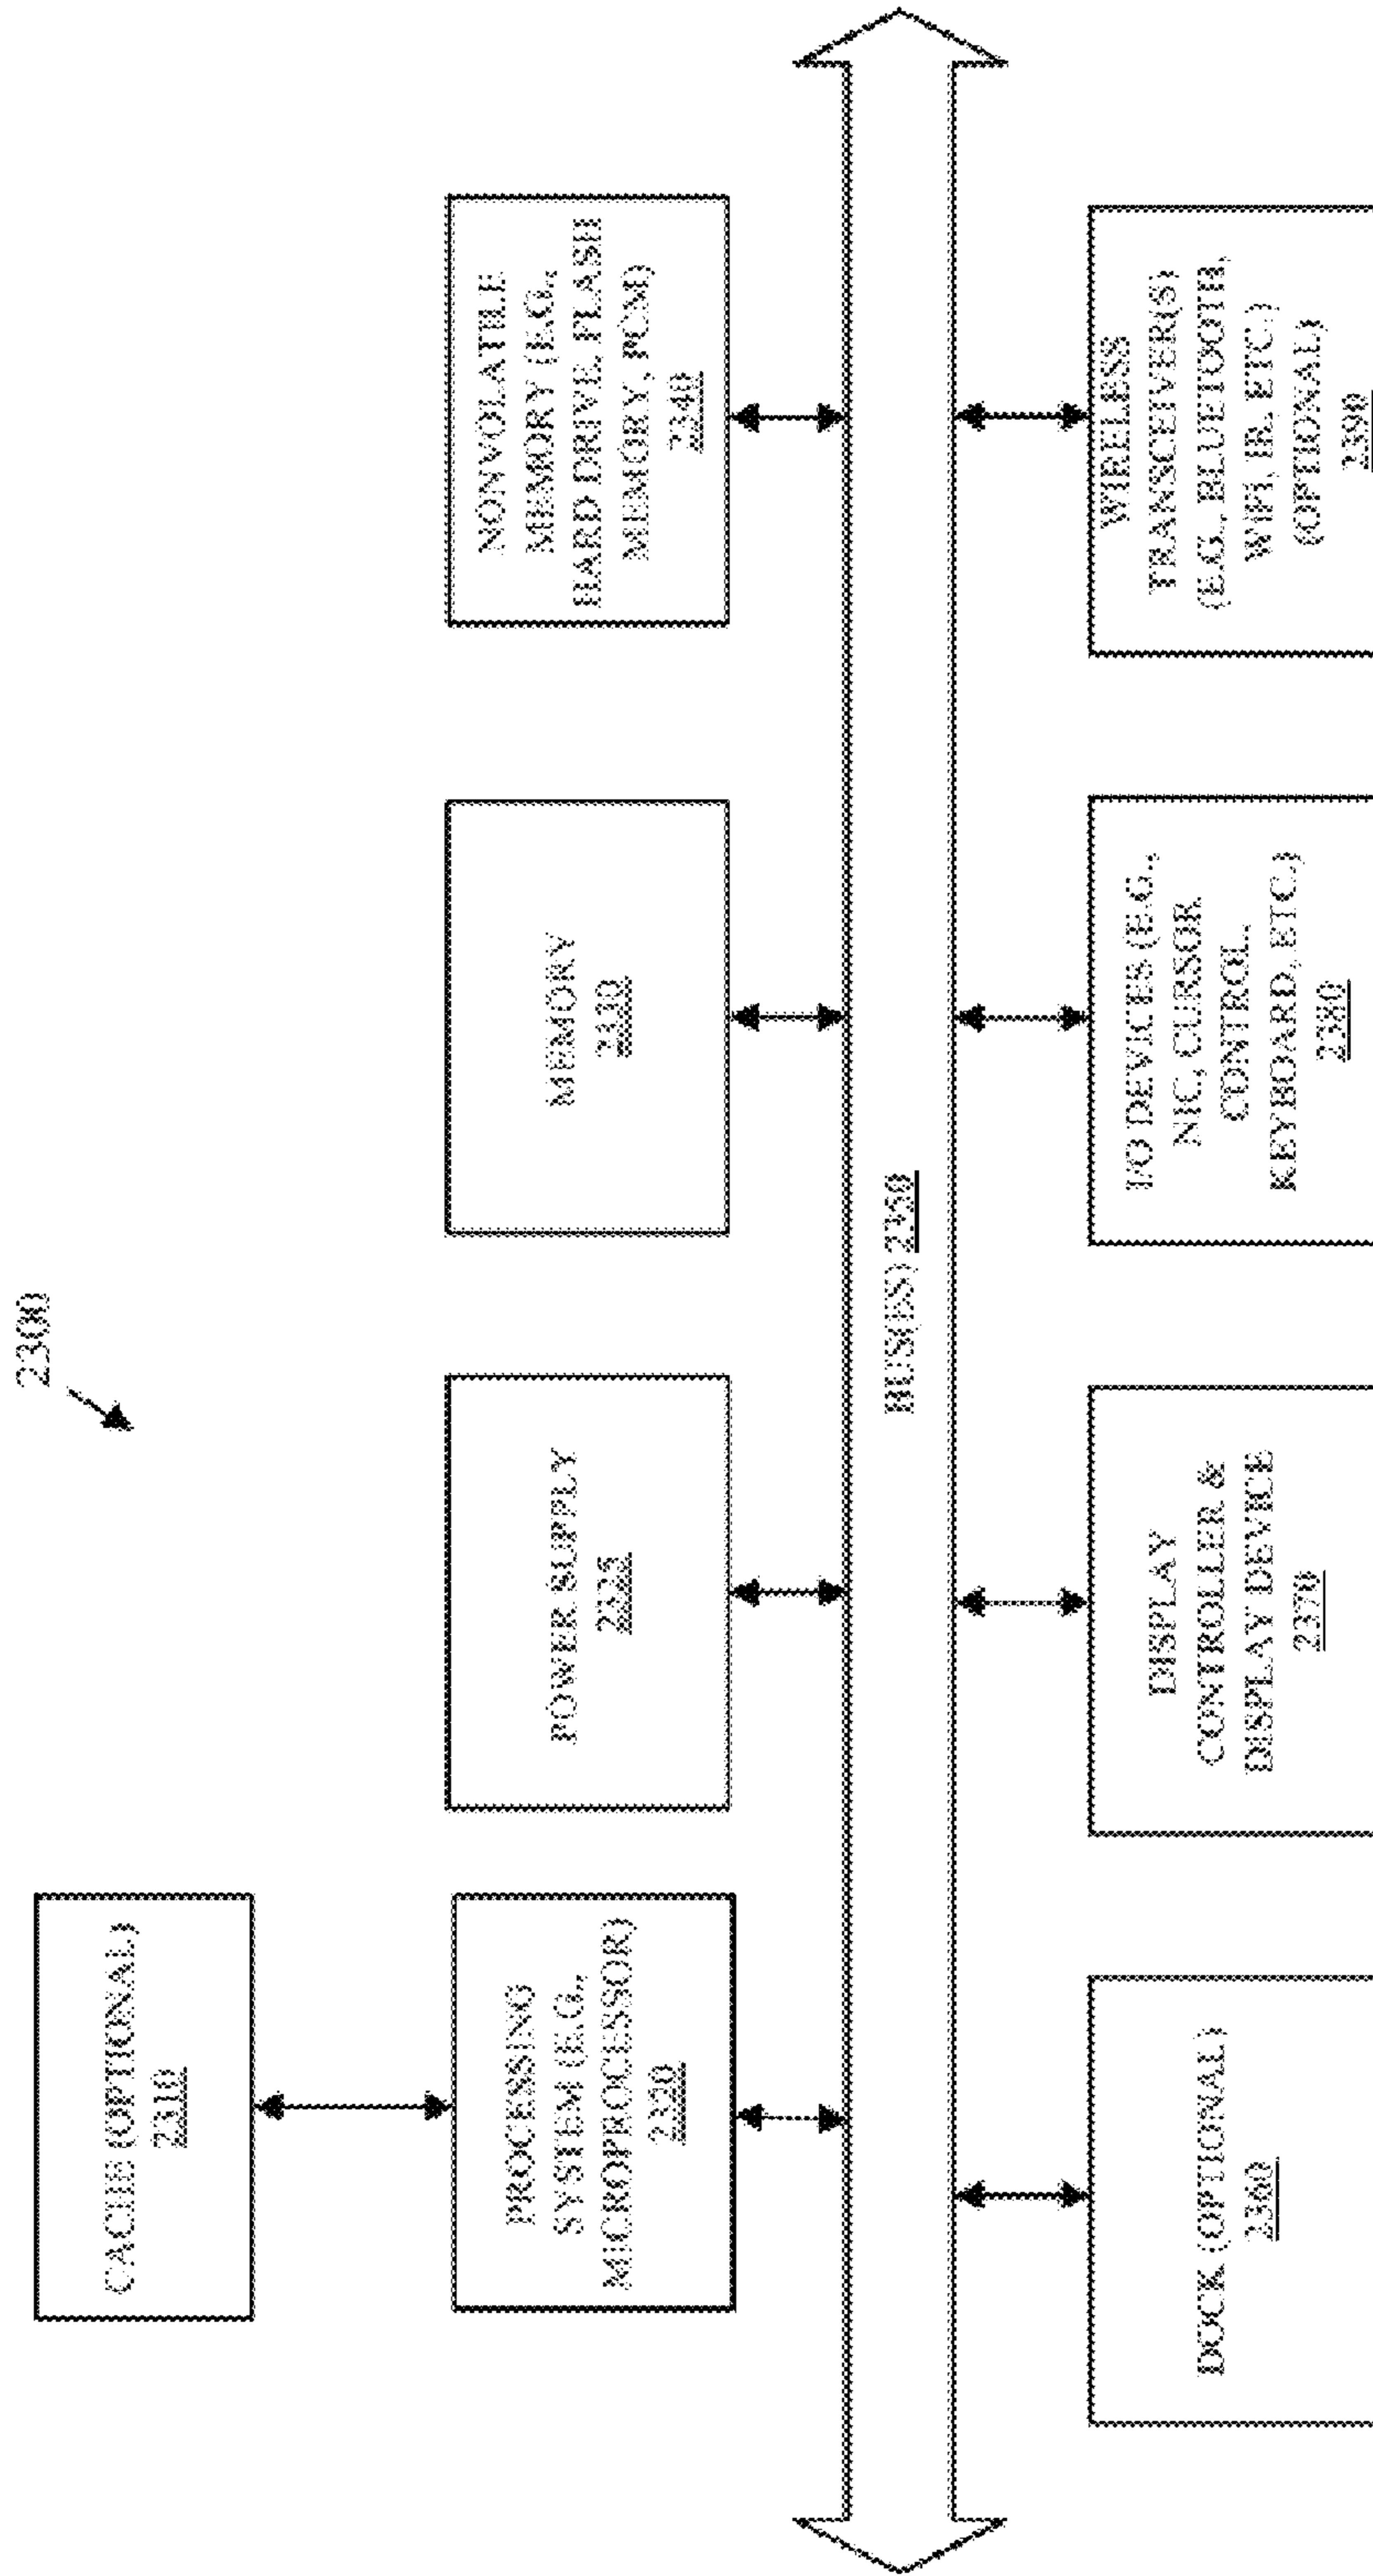 2300
CACHE (OPTIONAL)
2310
PROCESSING
SYSTEM (E.G.,
MICROPROCESSOR)
2320
POWER SUPPLY
2325
MEMORY
2330
NONVOLATILE
MEMORY (E.G.,
HARD DRIVE, FLASH
MEMORY, PCM)
2340
BUS(ES) 2350
DOCK (OPTIONAL)
2360
DISPLAY
CONTROLLER &
DISPLAY DEVICE
2370
I/O DEVICES (E.G.,
NIC, CURSOR
CONTROL,
KEYBOARD, ETC.)
2380
WIRELESS
TRANSCEIVER(S)
(E.G., BLUETOOTH,
WIFI, IR, ETC.)
(OPTIONAL)
2390